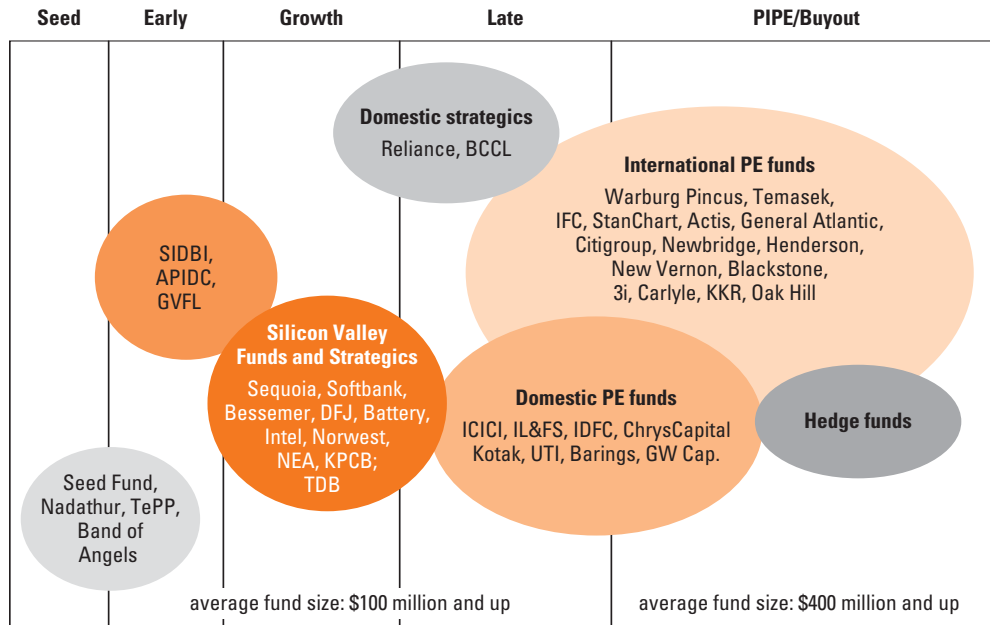 Seed Early Growth Late PIPE/Buyout
Domestic strategics
Reliance, BCCL
International PE funds
Warburg Pincus, Temasek,
IFC, StanChart, Actis, General Atlantic,
Citigroup, Newbridge, Henderson,
New Vernon, Blackstone,
3i, Carlyle, KKR, Oak Hill
SIDBI,
APIDC,
GVFL
Silicon Valley
Funds and Strategics
Sequoia, Softbank,
Bessemer, DFJ, Battery,
Intel, Norwest,
NEA, KPCB;
TDB
Domestic PE funds
ICICI, IL&FS, IDFC, ChrysCapital
Kotak, UTI, Barings, GW Cap.
Hedge funds
Seed Fund,
Nadathur, TePP,
Band of
Angels
average fund size: $100 million and up
average fund size: $400 million and up